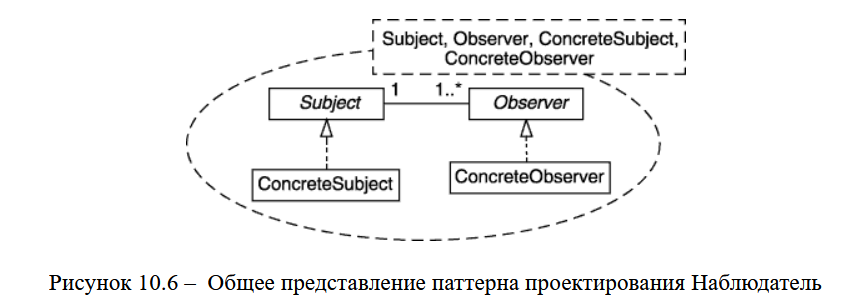 Subject, Observer, ConcreteSubject,
ConcreteObserver
1 1..*
Subject Observer
ConcreteSubject ConcreteObserver
Рисунок 10.6 – Общее представление паттерна проектирования Наблюдатель